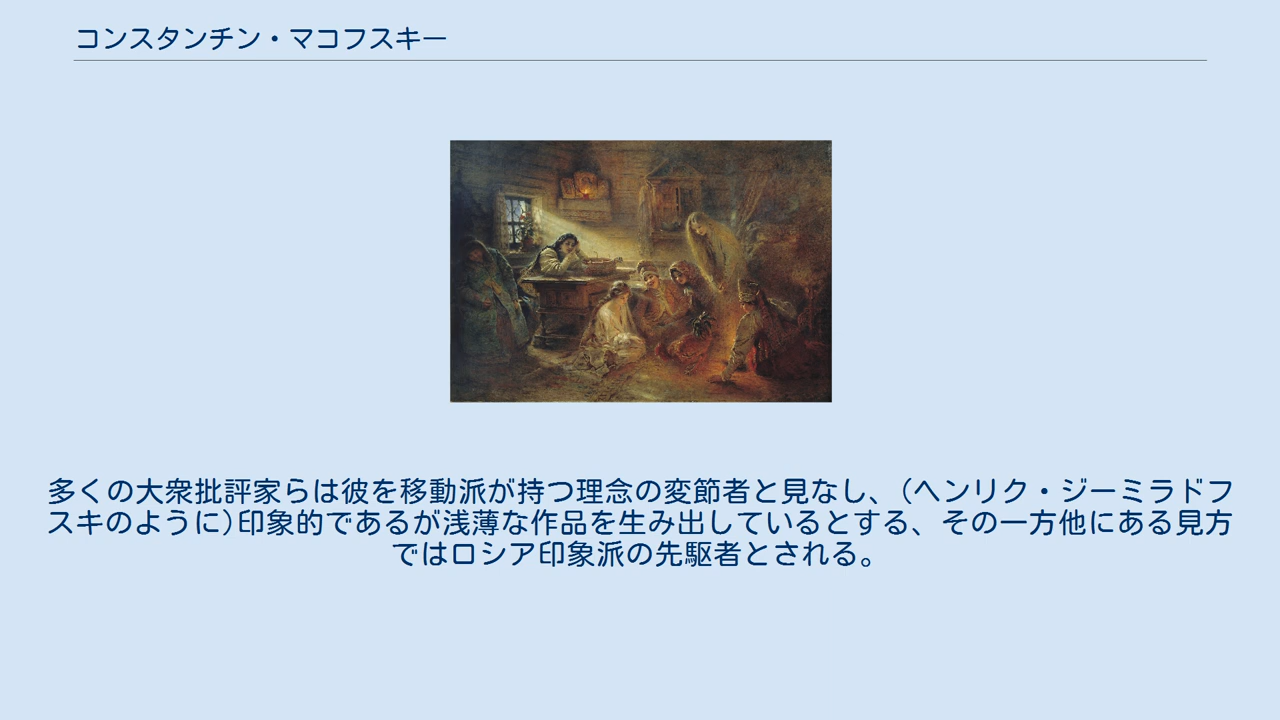 コンスタンチン・マコフスキー
多くの大衆批評家らは彼を移動派が持つ理念の変節者と見なし、(ヘンリク・ジーミラドフ
スキのように)印象的であるが浅薄な作品を生み出しているとする、その一方他にある見方
ではロシア印象派の先駆者とされる。